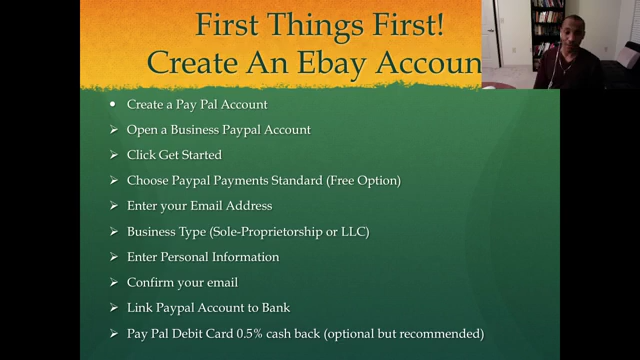 First Things First!
Create An Ebay Accoun
Create a Pay Pal Account
Open a Business Paypal Account
Click Get Started
Choose Paypal Payments Standard (Free Option)
Enter your Email Address
Business Type (Sole-Proprietorship or LLC)
Enter Personal Information
Confirm your email
Link Paypal Account to Bank
Pay Pal Debit Card 0.5% cash back (optional but recommended)